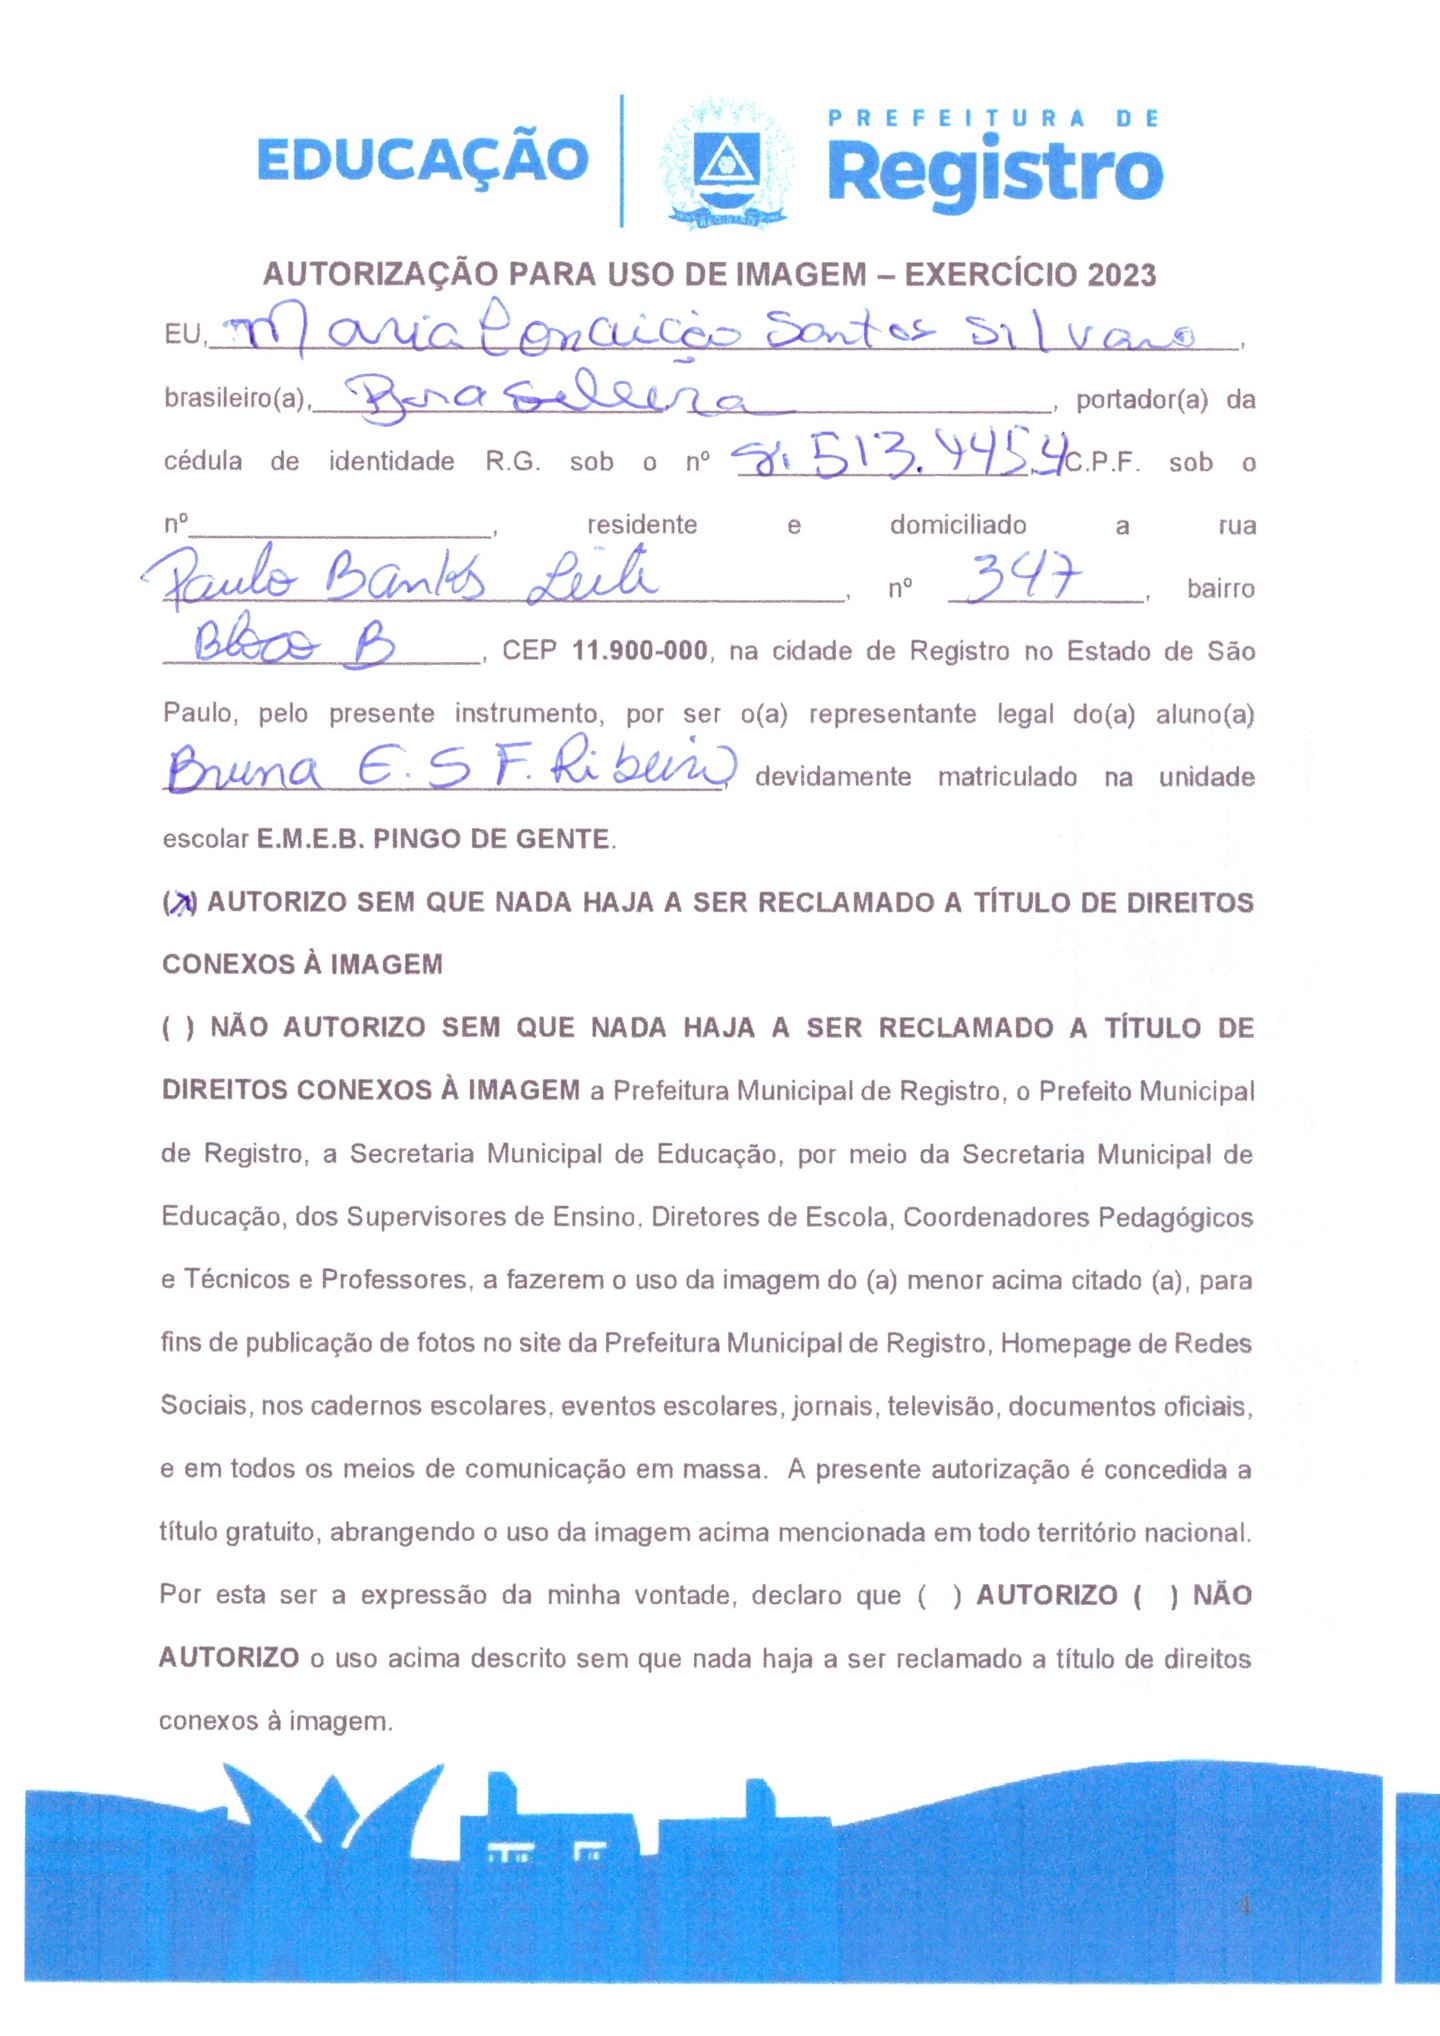 EDUCAÇÃO
PREFEITURA DE
Registro
AUTORIZAÇÃO PARA USO DE IMAGEM – EXERCÍCIO 2023
EU, Maria Conceição Santos Silvano,
brasileiro(a), Brasileira, portador(a) da
cédula de identidade R.G. sob o nº 8.513.445.4 C.P.F. sob o
nº, residente e domiciliado a rua
Paulo Banks Leite, nº 347, bairro
Bloco B, CEP 11.900-000, na cidade de Registro no Estado de São
Paulo, pelo presente instrumento, por ser o(a) representante legal do(a) aluno(a)
Bruna E. S F. Ribeiro, devidamente matriculado na unidade
escolar E.M.E.B. PINGO DE GENTE.
(x) AUTORIZO SEM QUE NADA HAJA A SER RECLAMADO A TÍTULO DE DIREITOS
CONEXOS À IMAGEM
( ) NÃO AUTORIZO SEM QUE NADA HAJA A SER RECLAMADO A TÍTULO DE
DIREITOS CONEXOS À IMAGEM a Prefeitura Municipal de Registro, o Prefeito Municipal
de Registro, a Secretaria Municipal de Educação, por meio da Secretaria Municipal de
Educação, dos Supervisores de Ensino, Diretores de Escola, Coordenadores Pedagógicos
e Técnicos e Professores, a fazerem o uso da imagem do (a) menor acima citado (a), para
fins de publicação de fotos no site da Prefeitura Municipal de Registro, Homepage de Redes
Sociais, nos cadernos escolares, eventos escolares, jornais, televisão, documentos oficiais,
e em todos os meios de comunicação em massa. A presente autorização é concedida a
título gratuito, abrangendo o uso da imagem acima mencionada em todo território nacional.
Por esta ser a expressão da minha vontade, declaro que ( ) AUTORIZO ( ) NÃO
AUTORIZO o uso acima descrito sem que nada haja a ser reclamado a título de direitos
conexos à imagem.
4